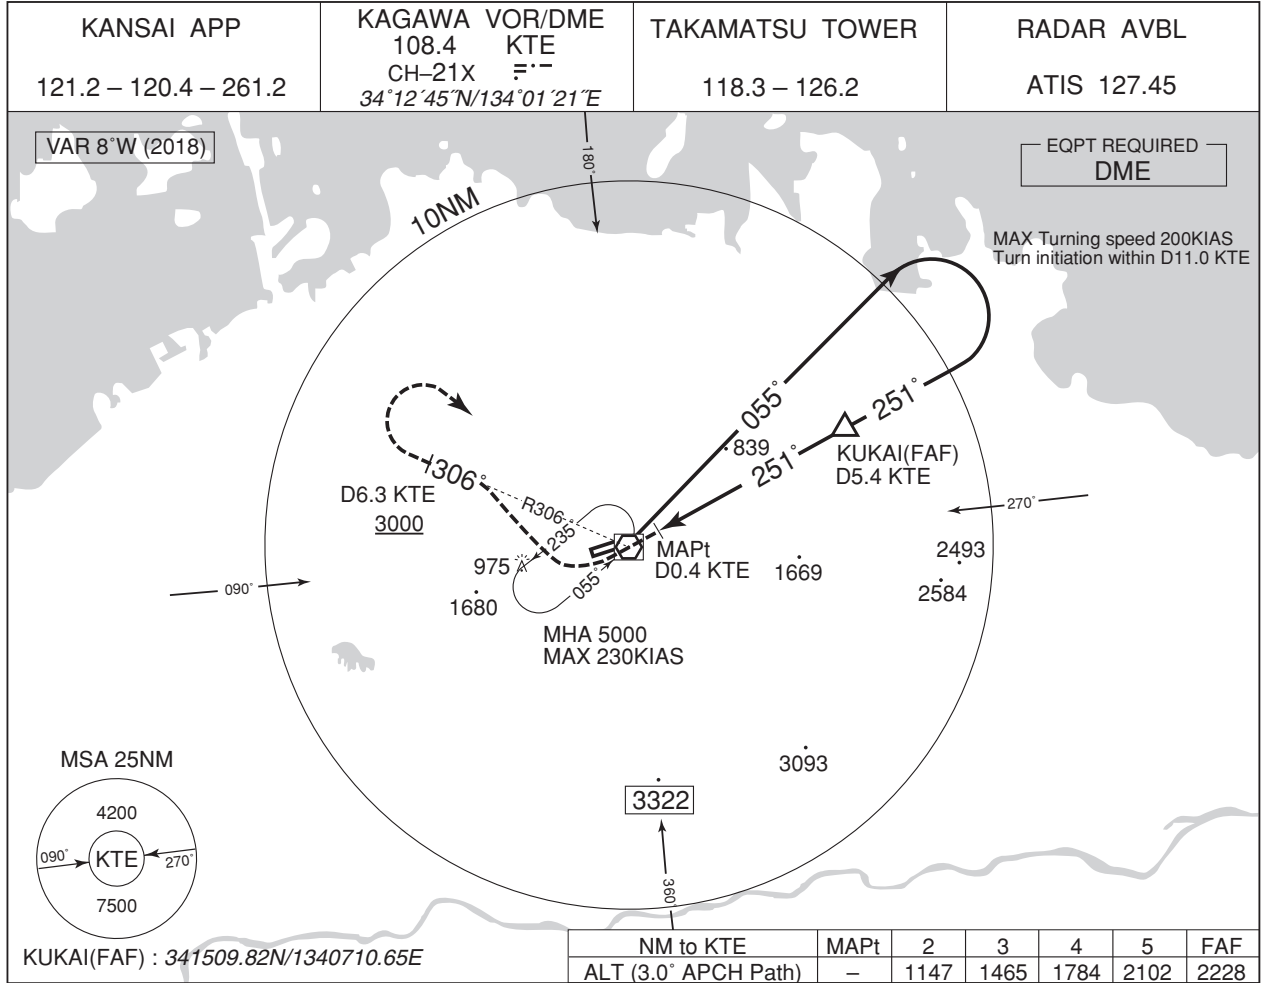 KANSAI APP
121.2 – 120.4 – 261.2
KAGAWA VOR/DME
108.4 KTE
CH–21X
34°12´45˝N/134°01´21˝E
TAKAMATSU TOWER
118.3 – 126.2
RADAR AVBL
ATIS 127.45
VAR 8°W (2018)
180°
EQPT REQUIRED
DME
10NM
MAX Turning speed 200KIAS
Turn initiation within D11.0 KTE
055°
251°
839
251°
KUKAI(FAF)
D5.4 KTE
306°
D6.3 KTE
3000
R306
235°
270°
MAPt
D0.4 KTE
975
055°
1669
2493
2584
090°
1680
MHA 5000
MAX 230KIAS
3093
3322
360°
MSA 25NM
4200
090°
KTE
270°
7500
KUKAI(FAF) : 341509.82N/1340710.65E
NM to KTE MAPt 2 3 4 5 FAF
ALT (3.0° APCH Path) – 1147 1465 1784 2102 2228